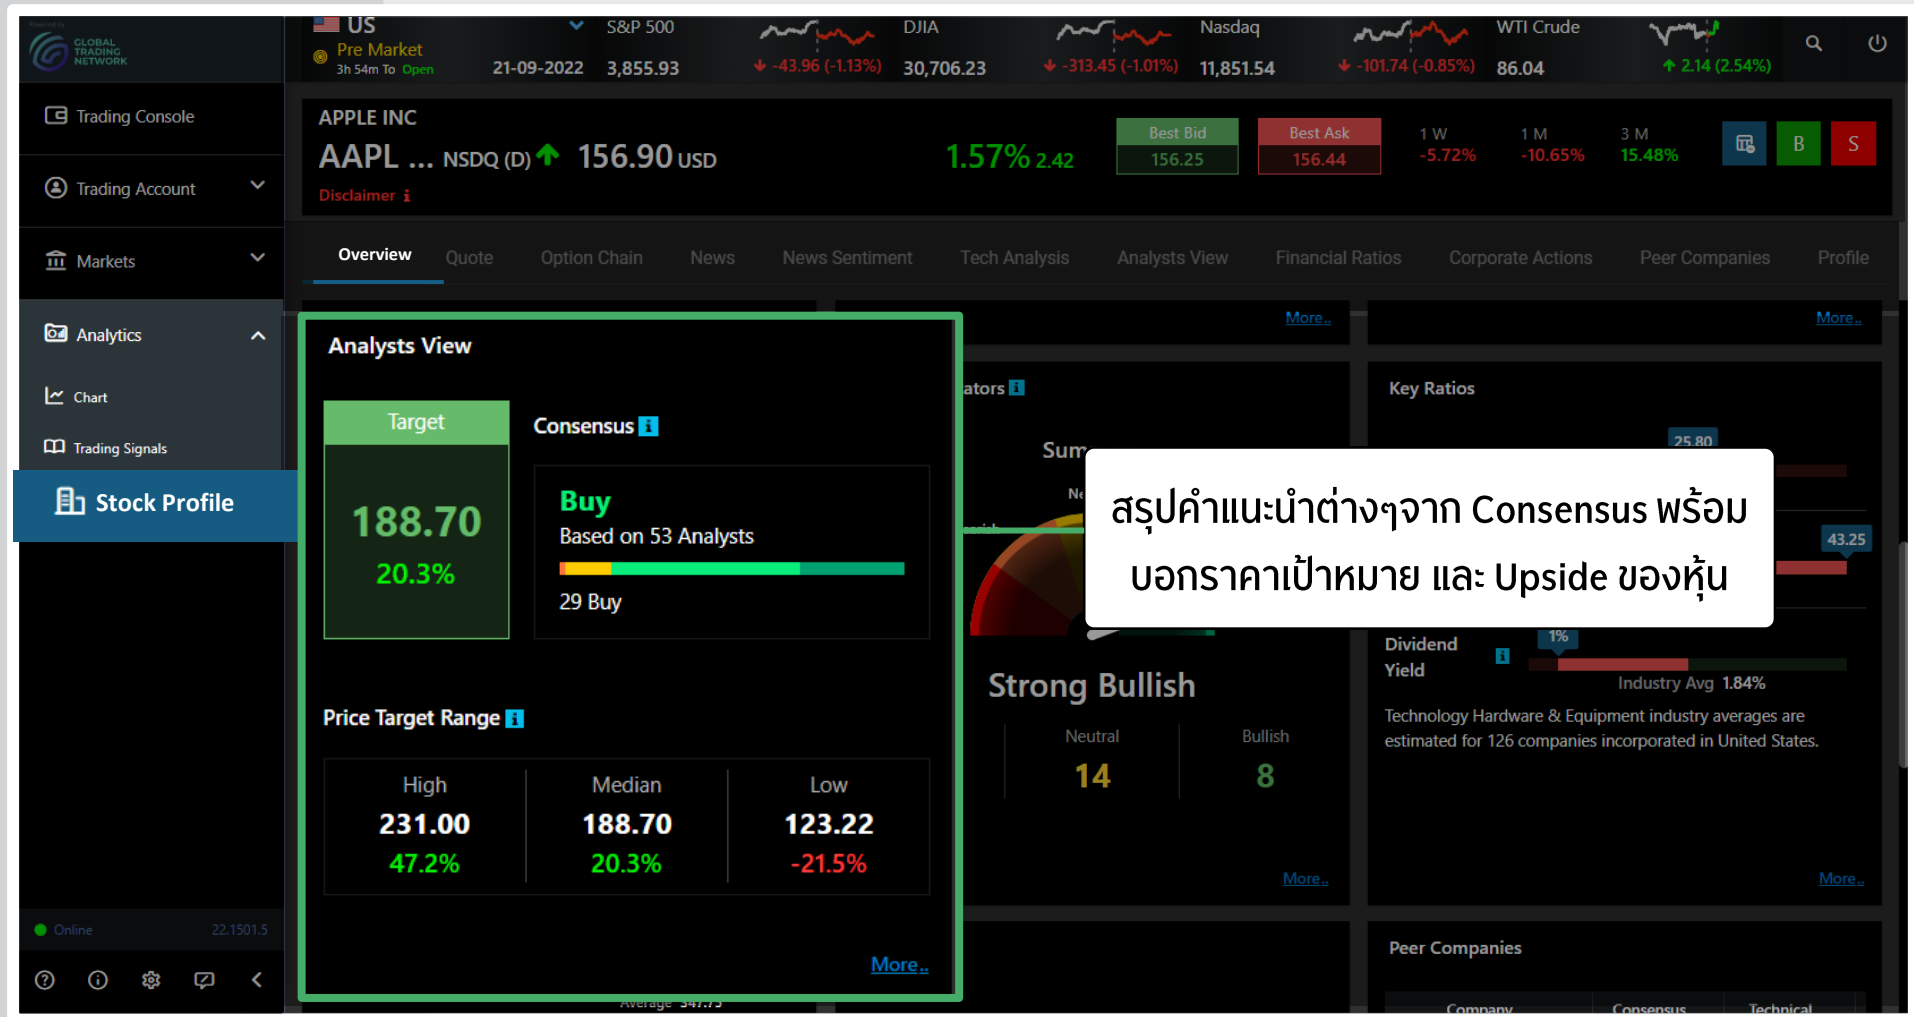 Powered by
GLOBAL
TRADING
NETWORK
US
Pre Market
3h 54m To Open
21-09-2022
S&P 500
3,855.93
-43.96 (-1.13%)
DJIA
30,706.23
-313.45 (-1.01%)
Nasdaq
11,851.54
-101.74 (-0.85%)
WTI Crude
86.04
2.14 (2.54%)
Trading Console
Trading Account
Markets
Analytics
Chart
Trading Signals
Stock Profile
Online 22.1501.5
APPLE INC
AAPL ... NSDQ (D) 156.90 USD
Disclaimer i
1.57% 2.42
Best Bid
156.25
Best Ask
156.44
1 W
-5.72%
1 M
-10.65%
3 M
15.48%
B
S
Overview Quote Option Chain News News Sentiment Tech Analysis Analysts View Financial Ratios Corporate Actions Peer Companies Profile
More..
More..
Analysts View
Target
188.70
20.3%
Consensus i
Buy
Based on 53 Analysts
29 Buy
Price Target Range i
High
231.00
47.2%
Median
188.70
20.3%
Low
123.22
-21.5%
More..
ators i
Sum
Ne
สรุปคำแนะนำต่างๆจาก Consensus พร้อม
บอกราคาเป้าหมาย และ Upside ของหุ้น
Strong Bullish
Neutral
14
Bullish
8
More..
Key Ratios
25.80
43.25
Dividend
Yield
i
1%
Industry Avg 1.84%
Technology Hardware & Equipment industry averages are
estimated for 126 companies incorporated in United States.
More..
Peer Companies
Company Consensus Technical
Average 347.75